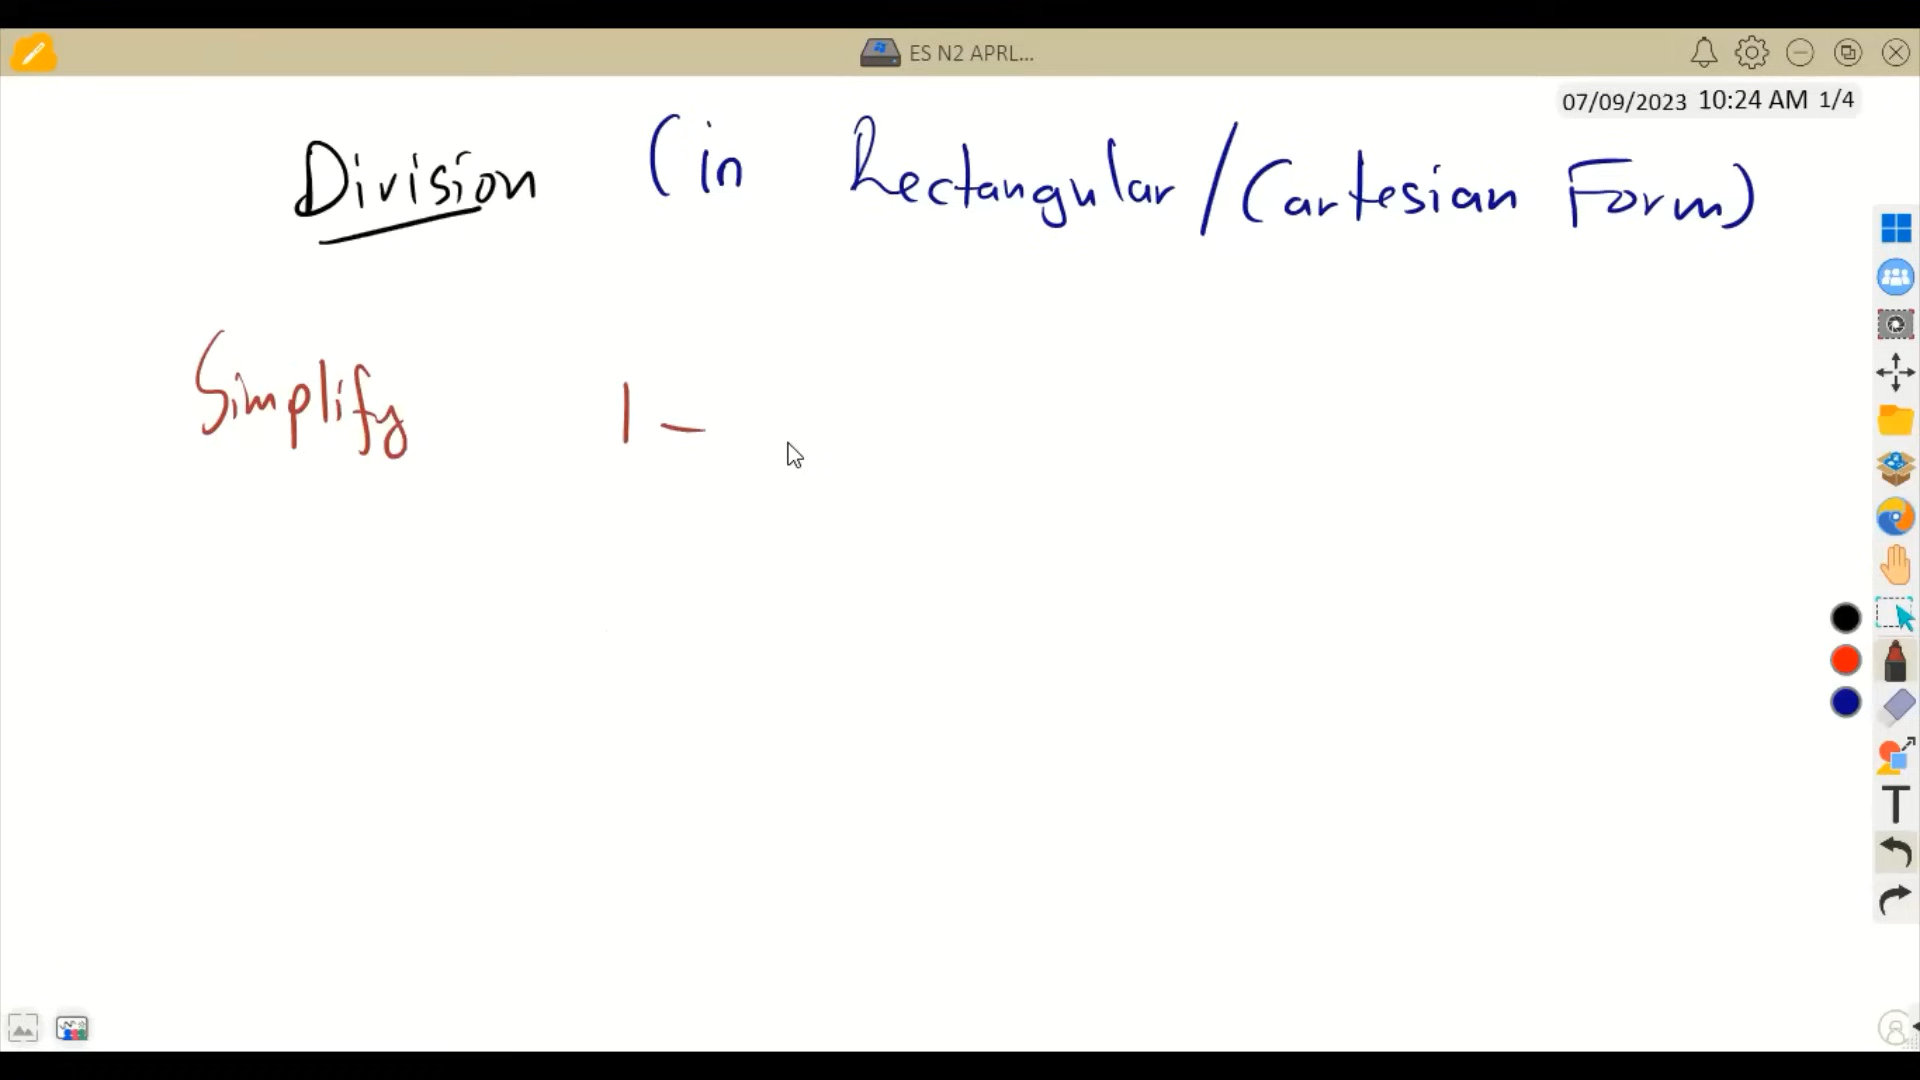 ES N2 APRL...
07/09/2023 10:24 AM 1/4
Division (in Rectangular/Cartesian Form)
Simplify 1 –
T